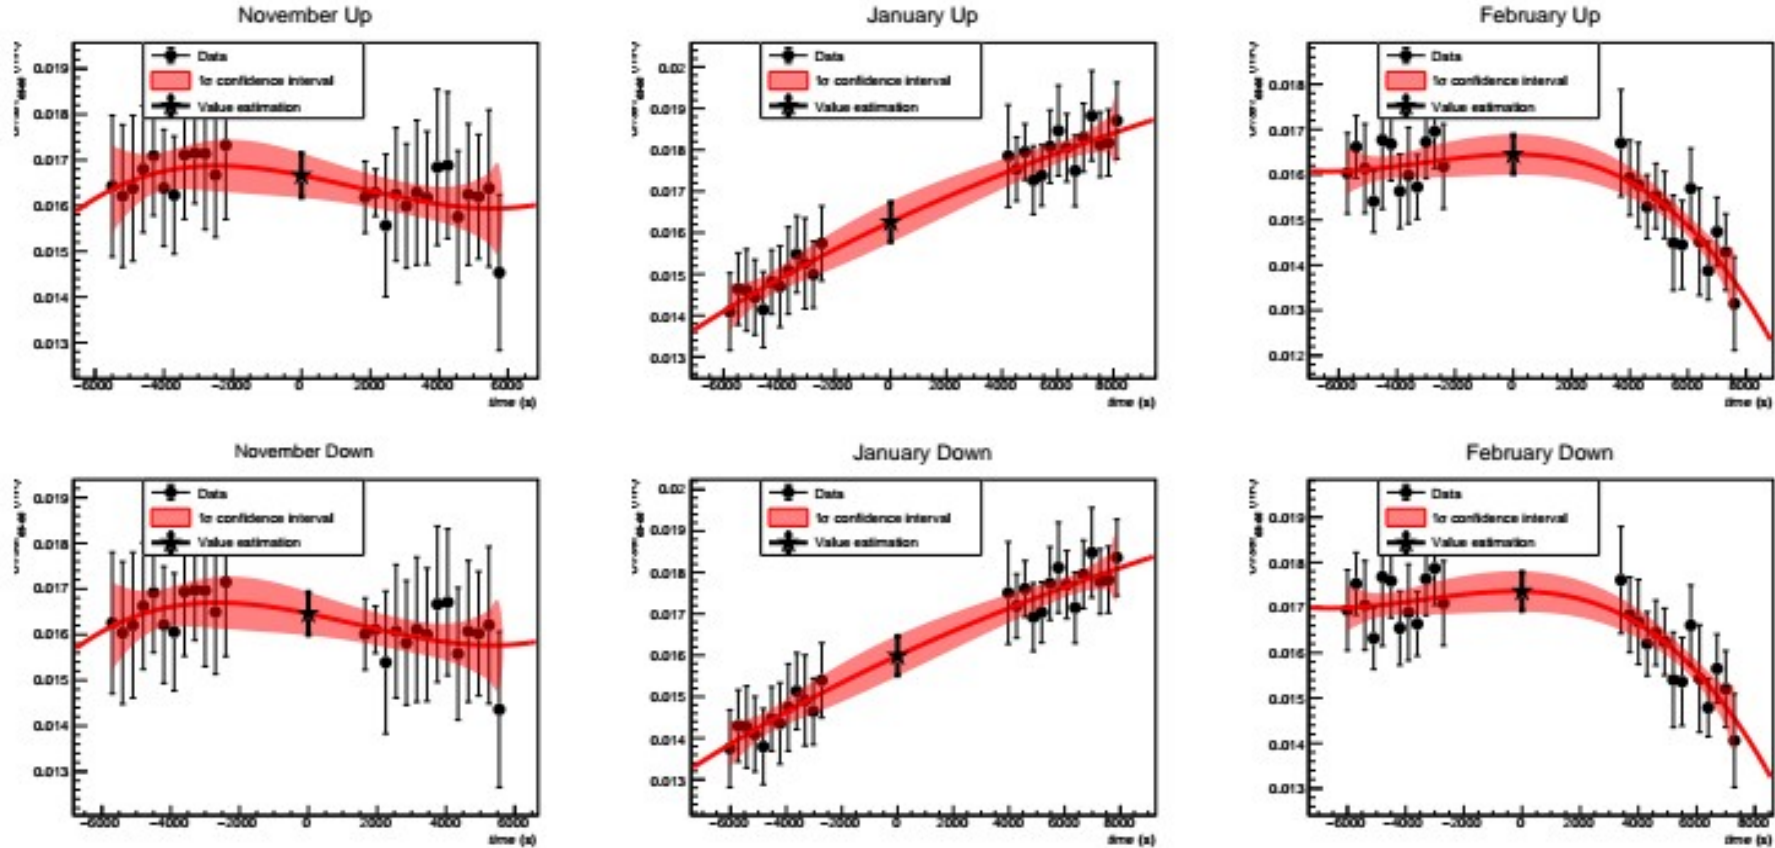 November Up
Data
1σ confidence interval
Value estimation
0.019
0.018
0.017
0.016
0.015
0.014
0.013
−6000 −4000 −2000 0 2000 4000 6000
time (s)
January Up
Data
1σ confidence interval
Value estimation
0.02
0.019
0.018
0.017
0.016
0.015
0.014
0.013
−6000 −4000 −2000 0 2000 4000 6000 8000
time (s)
February Up
Data
1σ confidence interval
Value estimation
0.018
0.017
0.016
0.015
0.014
0.013
0.012
−6000 −4000 −2000 0 2000 4000 6000 8000
time (s)
November Down
Data
1σ confidence interval
Value estimation
0.019
0.018
0.017
0.016
0.015
0.014
0.013
−6000 −4000 −2000 0 2000 4000 6000
time (s)
January Down
Data
1σ confidence interval
Value estimation
0.02
0.019
0.018
0.017
0.016
0.015
0.014
0.013
−6000 −4000 −2000 0 2000 4000 6000 8000
time (s)
February Down
Data
1σ confidence interval
Value estimation
0.019
0.018
0.017
0.016
0.015
0.014
0.013
−6000 −4000 −2000 0 2000 4000 6000 8000
time (s)